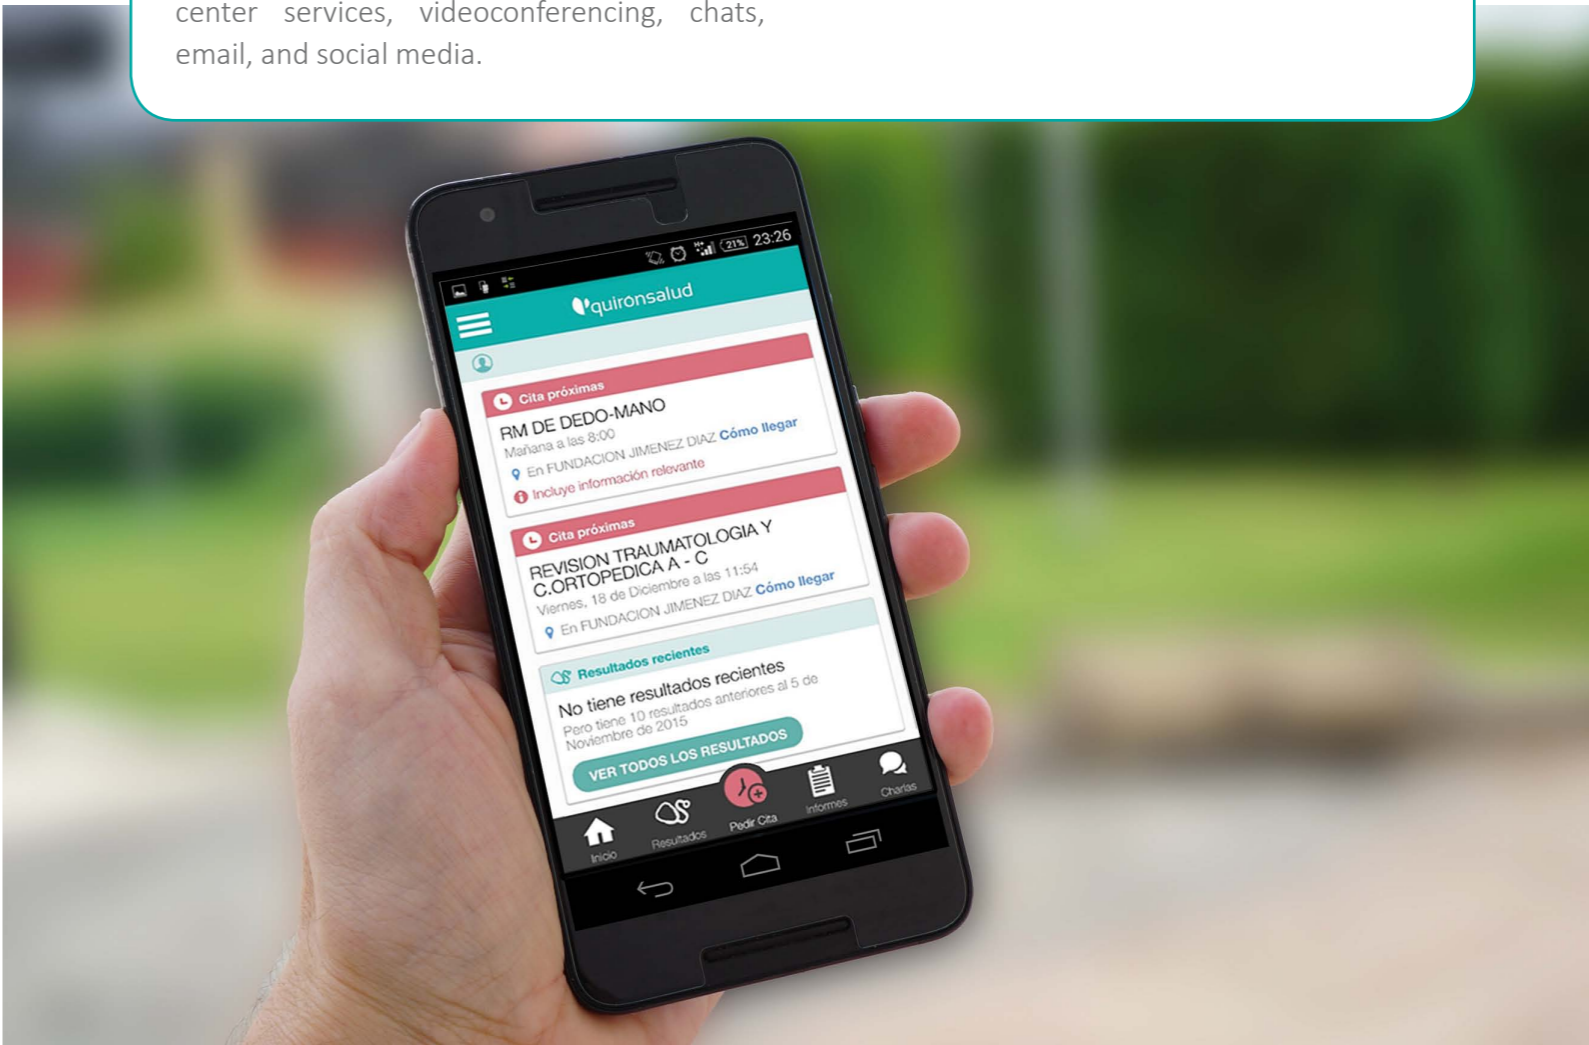 center services, videoconferencing, chats,
email, and social media.
21% 23:26
quirónsalud
Cita próximas
RM DE DEDO-MANO
Mañana a las 8:00
En FUNDACION JIMENEZ DIAZ Cómo llegar
Incluye información relevante
Cita próximas
REVISION TRAUMATOLOGIA Y
C.ORTOPEDICA A - C
Viernes, 18 de Diciembre a las 11:54
En FUNDACION JIMENEZ DIAZ Cómo llegar
Resultados recientes
No tiene resultados recientes
Pero tiene 10 resultados anteriores al 5 de
Noviembre de 2015
VER TODOS LOS RESULTADOS
Inicio Resultados Pedir Cita Informes Charlas